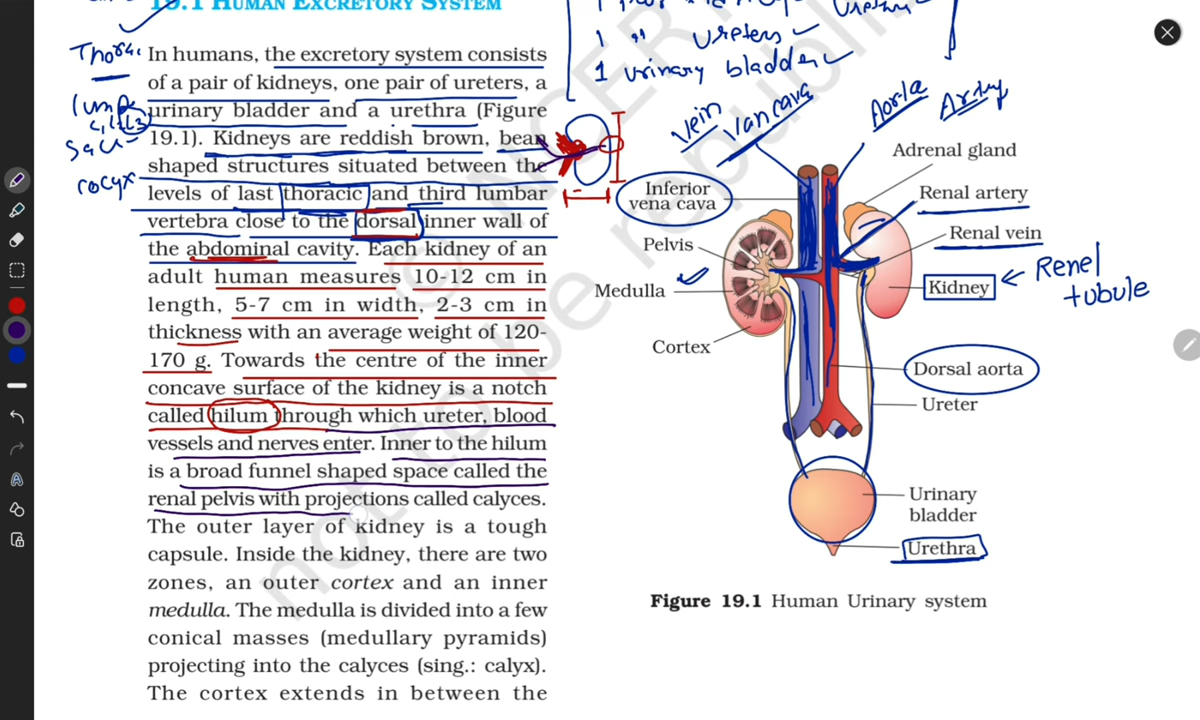 19.1 HUMAN EXCRETORY SYSTEM
In humans, the excretory system consists
of a pair of kidneys, one pair of ureters, a
urinary bladder and a urethra (Figure
19.1). Kidneys are reddish brown, bean
shaped structures situated between the
levels of last thoracic and third lumbar
vertebra close to the dorsal inner wall of
the abdominal cavity. Each kidney of an
adult human measures 10-12 cm in
length, 5-7 cm in width, 2-3 cm in
thickness with an average weight of 120-
170 g. Towards the centre of the inner
concave surface of the kidney is a notch
called hilum through which ureter, blood
vessels and nerves enter. Inner to the hilum
is a broad funnel shaped space called the
renal pelvis with projections called calyces.
The outer layer of kidney is a tough
capsule. Inside the kidney, there are two
zones, an outer cortex and an inner
medulla. The medulla is divided into a few
conical masses (medullary pyramids)
projecting into the calyces (sing.: calyx).
The cortex extends in between the
cocyx
1 " Ureters
1 urinary bladder
Vein
Vancava
Aorta
Artry
Adrenal gland
Inferior
vena cava
Renal artery
Pelvis
Renal vein
Medulla
Kidney
Renel
tubule
Cortex
Dorsal aorta
Ureter
Urinary
bladder
Urethra
Figure 19.1 Human Urinary system
not to be republi